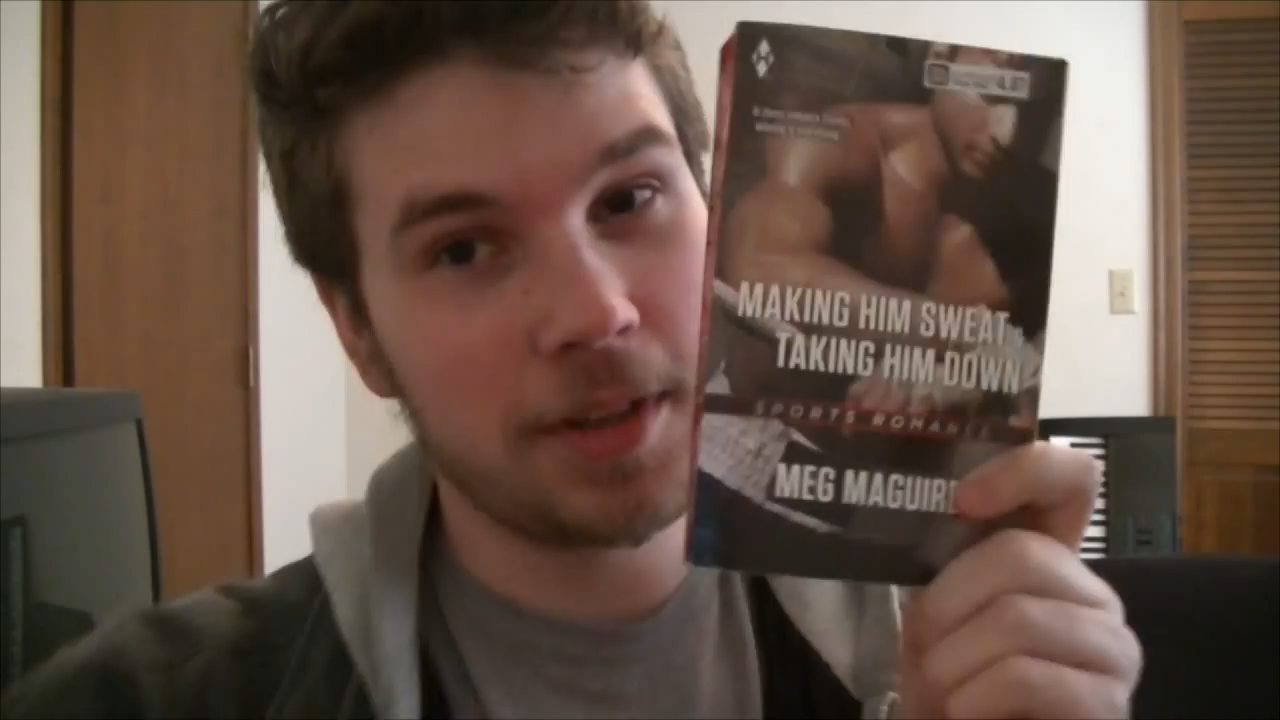 MAKING HIM SWEAT
TAKING HIM DOWN
SPORTS ROMANCE
MEG MAGUIRE